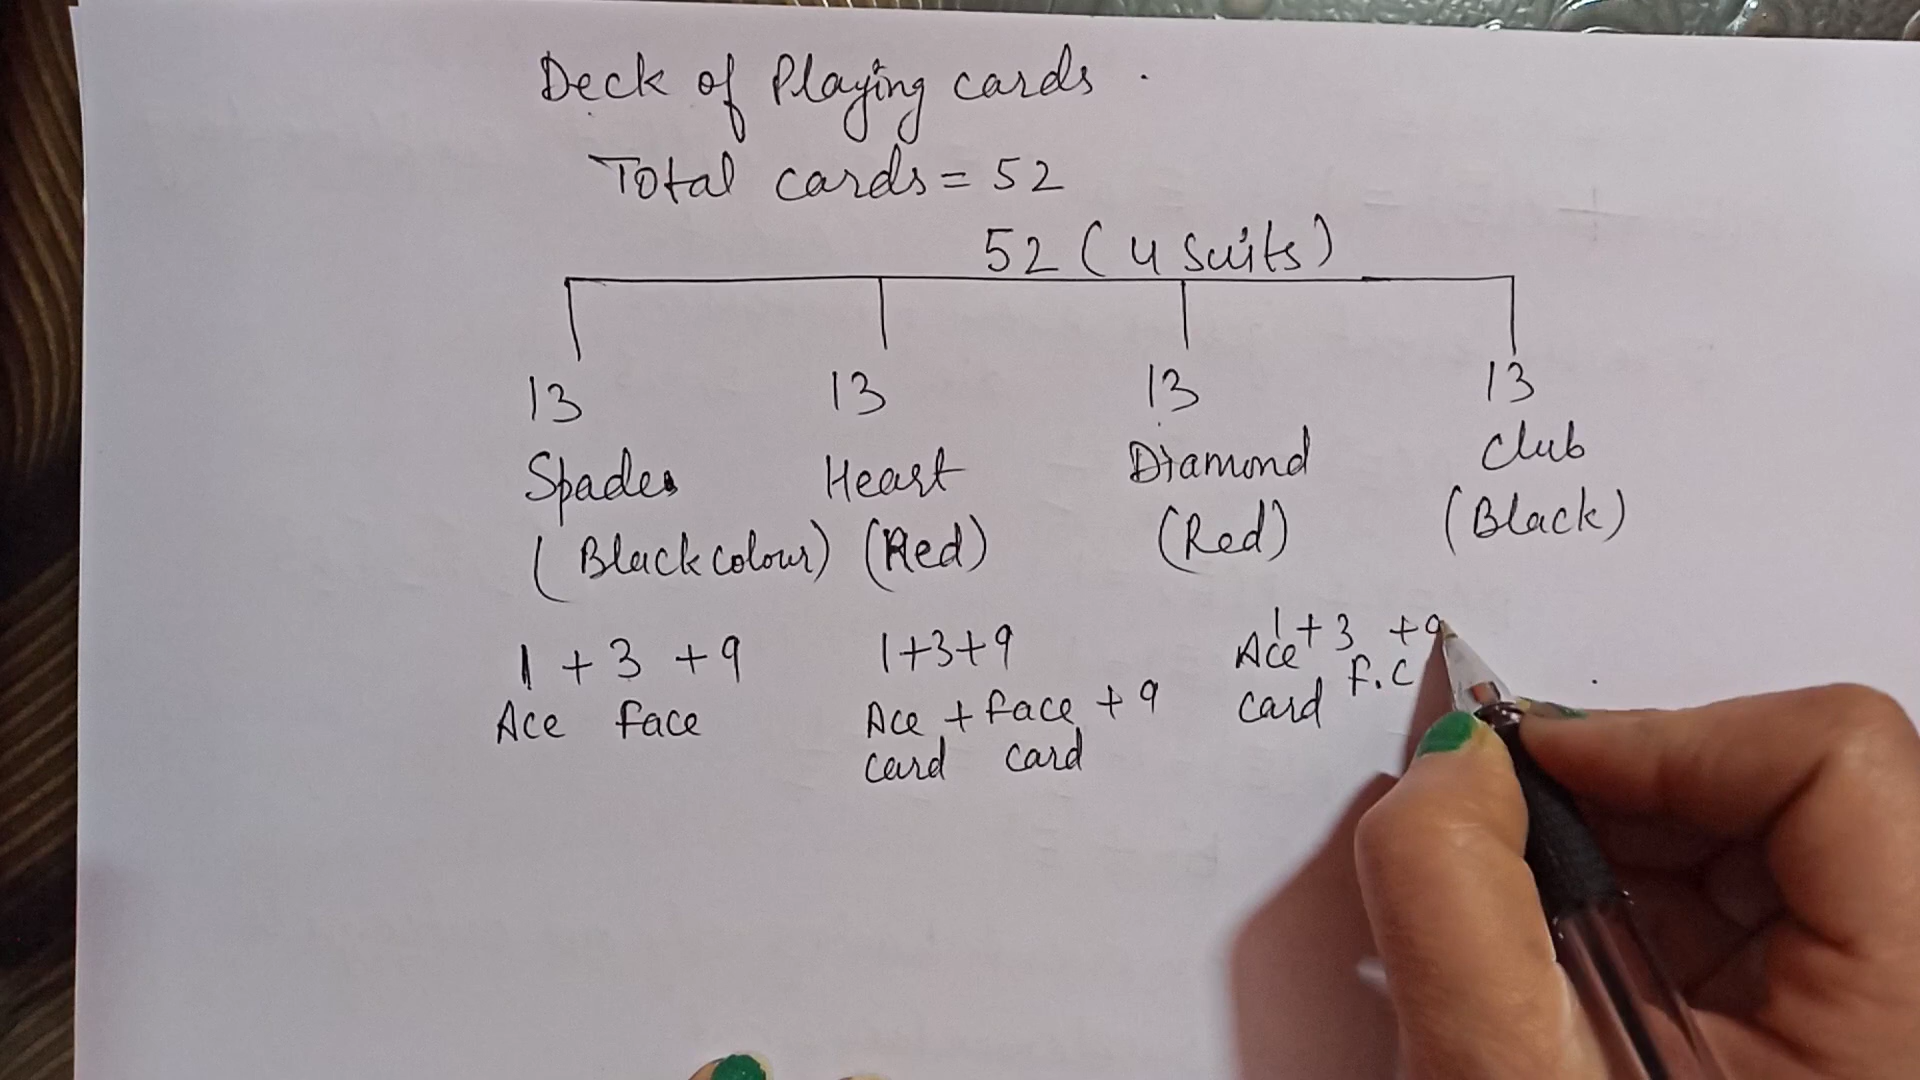 Deck of Playing cards.
Total cards = 52
52 (4 Suits)
13 13 13 13
Spades Heart Diamond Club
(Black colour) (Red) (Red) (Black)
1 + 3 + 9 1+3+9 1 + 3 + 9
Ace face Ace + face + 9 Ace F.C
card card card